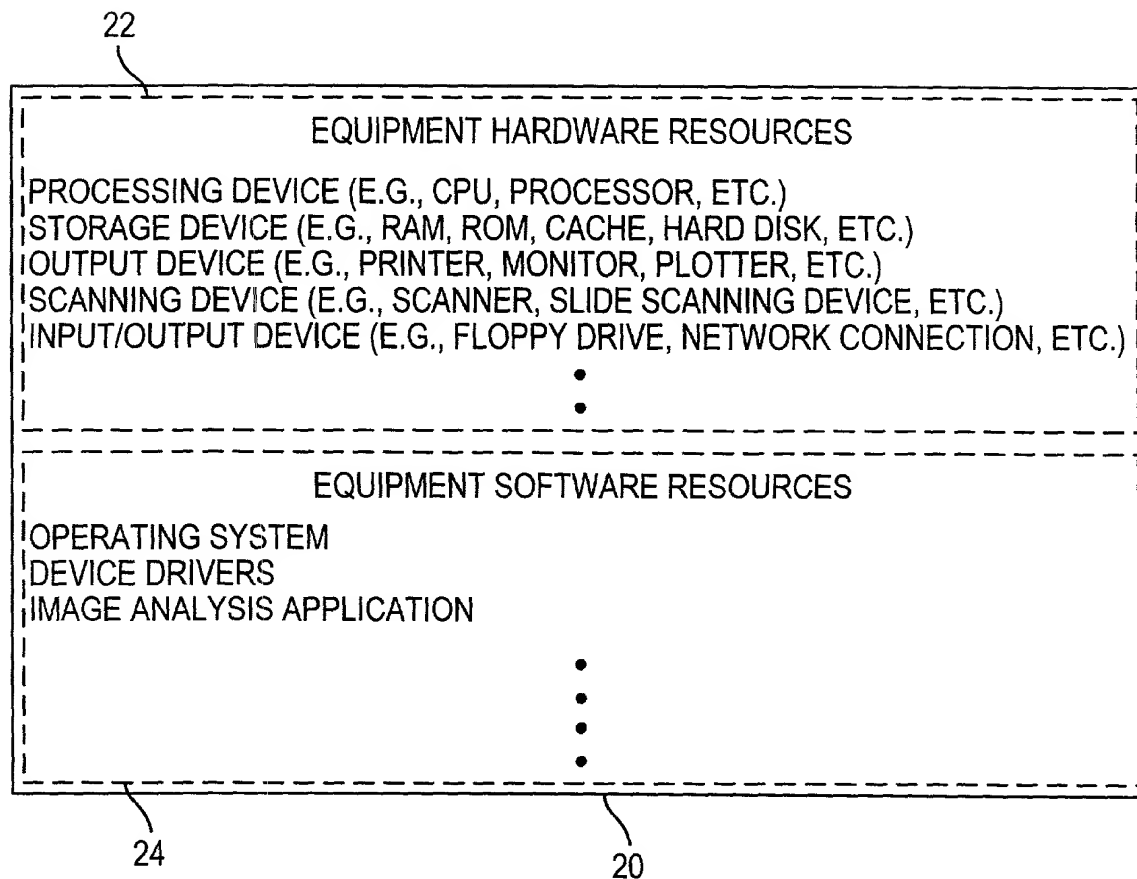 22
EQUIPMENT HARDWARE RESOURCES
PROCESSING DEVICE (E.G., CPU, PROCESSOR, ETC.)
STORAGE DEVICE (E.G., RAM, ROM, CACHE, HARD DISK, ETC.)
OUTPUT DEVICE (E.G., PRINTER, MONITOR, PLOTTER, ETC.)
SCANNING DEVICE (E.G., SCANNER, SLIDE SCANNING DEVICE, ETC.)
INPUT/OUTPUT DEVICE (E.G., FLOPPY DRIVE, NETWORK CONNECTION, ETC.)
EQUIPMENT SOFTWARE RESOURCES
OPERATING SYSTEM
DEVICE DRIVERS
IMAGE ANALYSIS APPLICATION
24
20